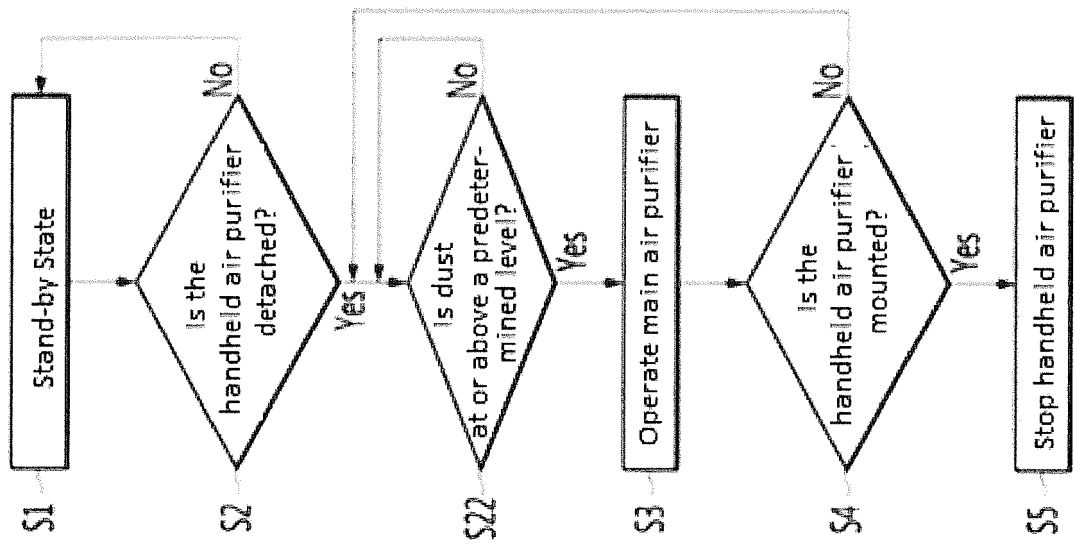 S1
Stand-by State
S2
Is the
handheld air purifier
detached?
No
Yes
S22
Is dust
at or above a predeter-
mined level?
No
Yes
S3
Operate main air purifier
S4
Is the
handheld air purifier
mounted?
No
Yes
S5
Stop handheld air purifier